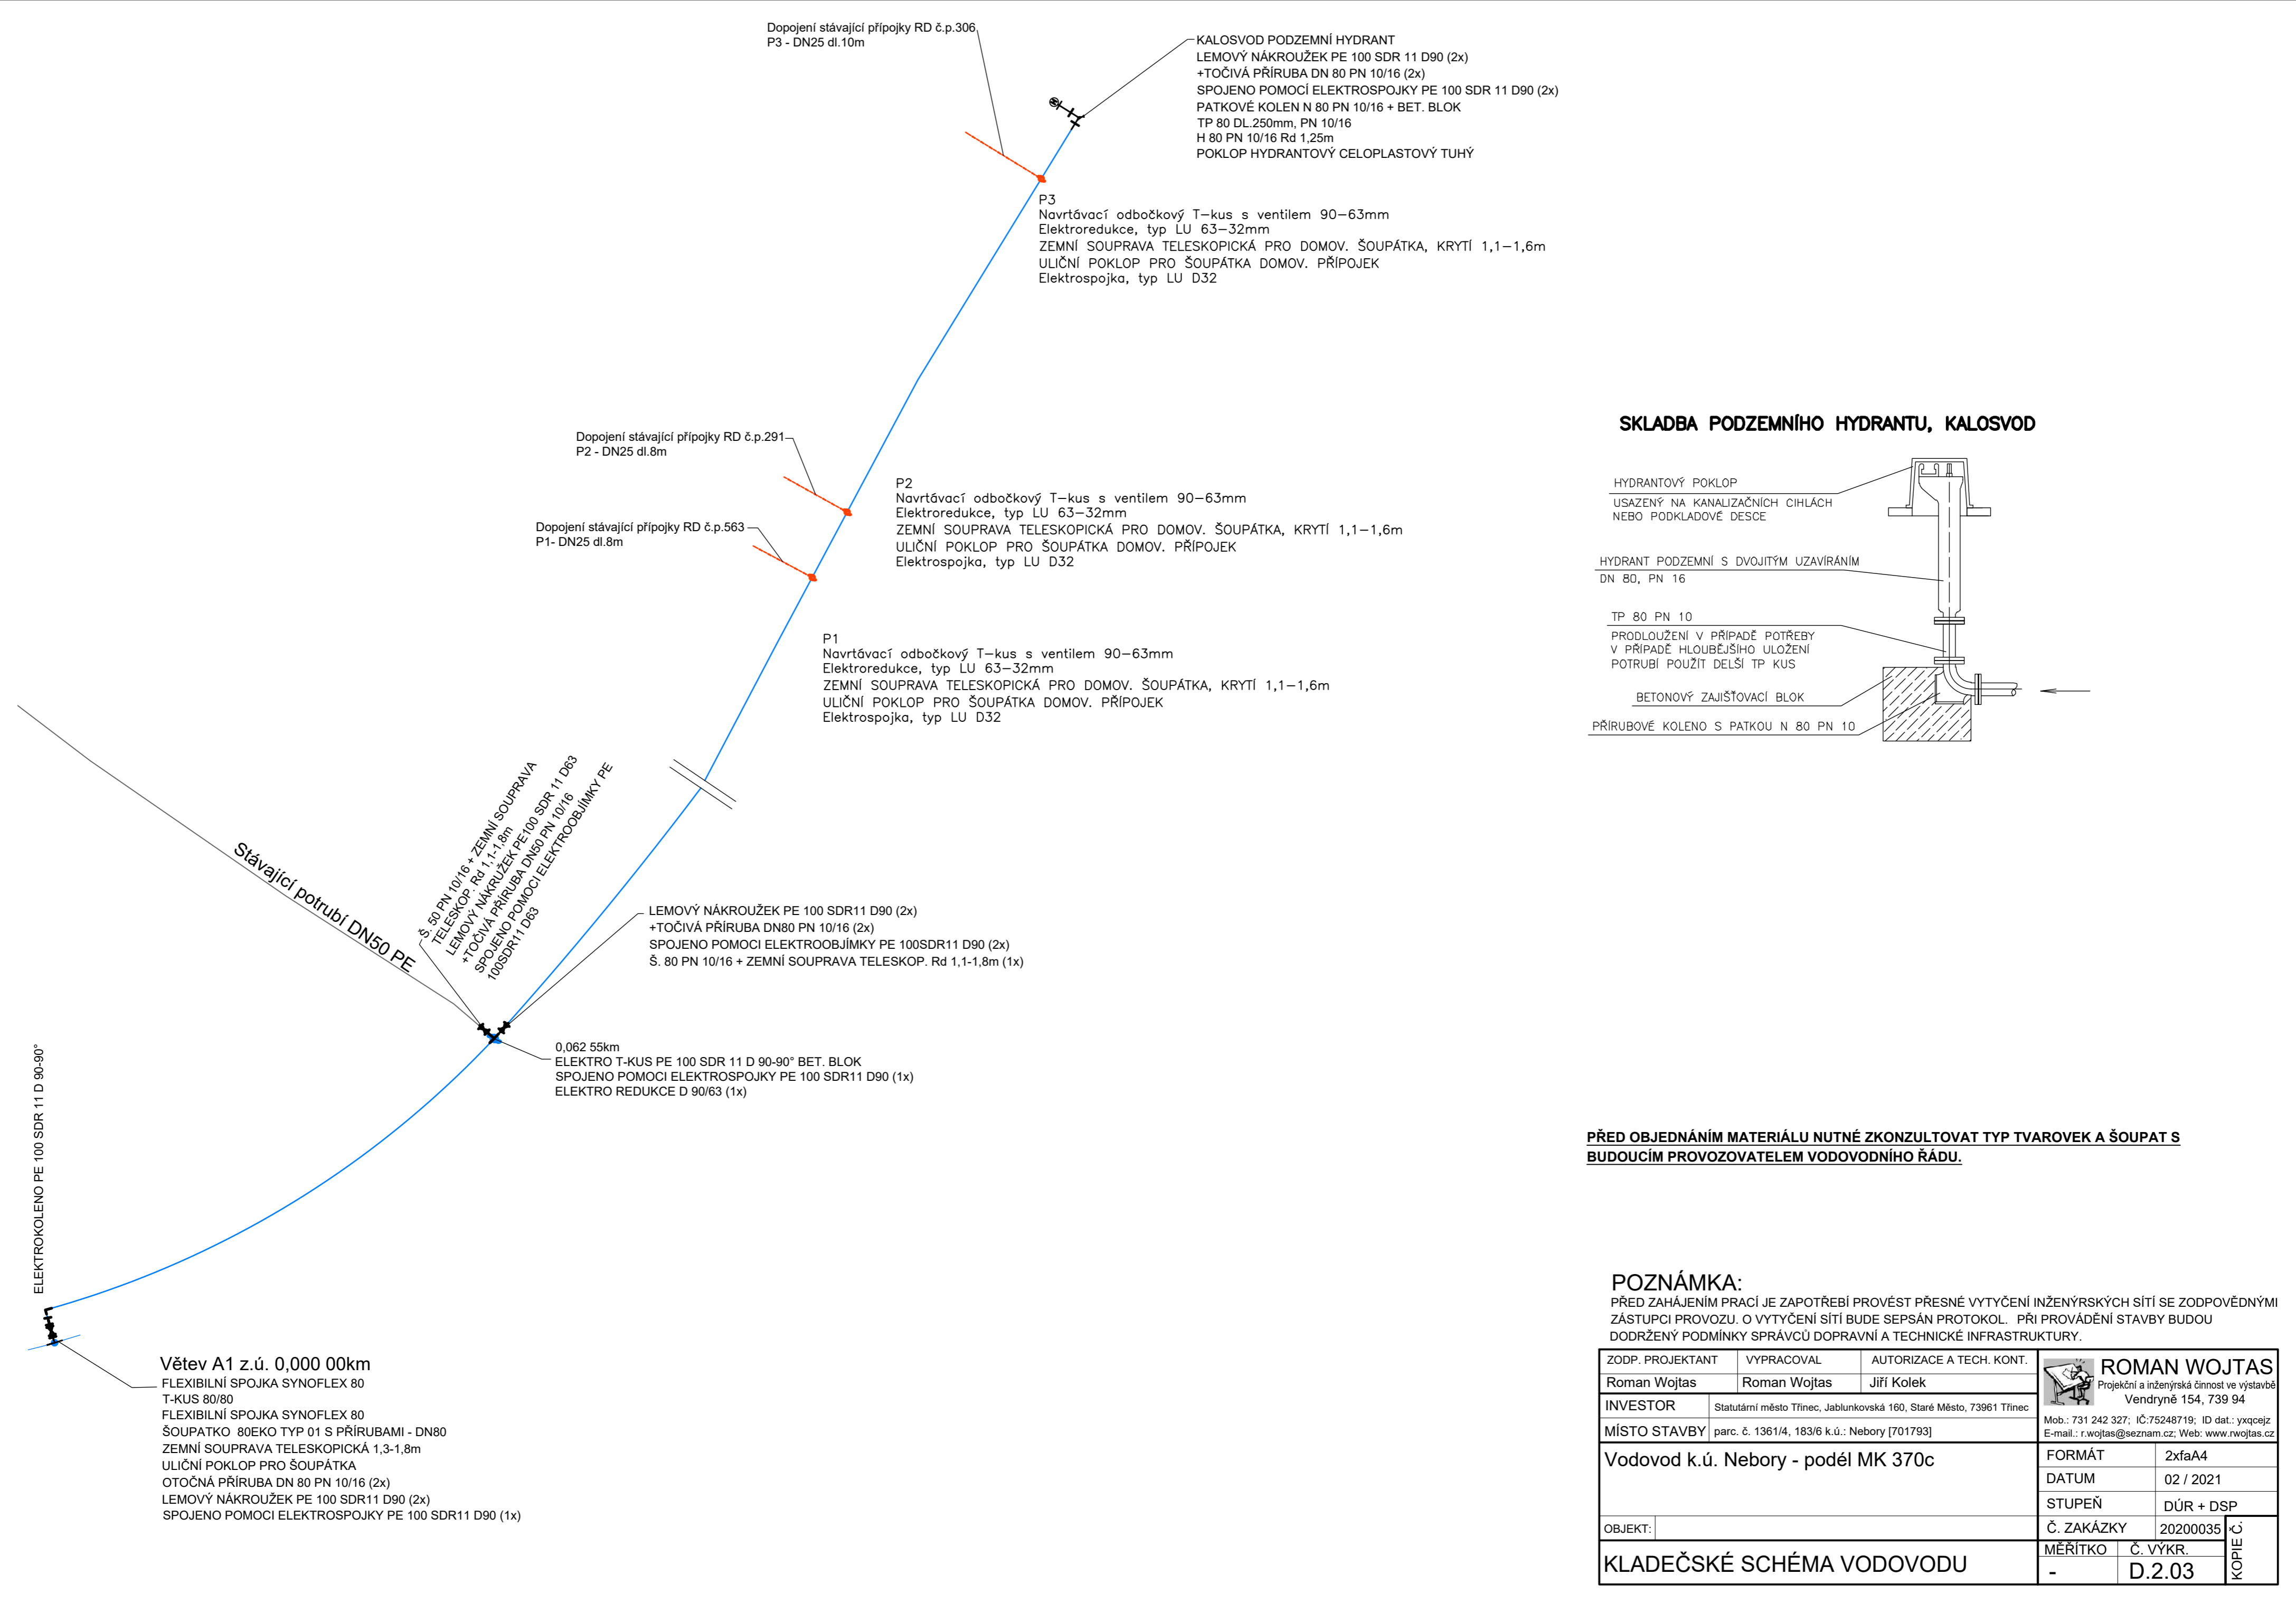 Dopojení stávající přípojky RD č.p.306
P3 - DN25 dl.10m
KALOSVOD PODZEMNÍ HYDRANT
LEMOVÝ NÁKROUŽEK PE 100 SDR 11 D90 (2x)
+TOČIVÁ PŘÍRUBA DN 80 PN 10/16 (2x)
SPOJENO POMOCÍ ELEKTROSPOJKY PE 100 SDR 11 D90 (2x)
PATKOVÉ KOLEN N 80 PN 10/16 + BET. BLOK
TP 80 DL.250mm, PN 10/16
H 80 PN 10/16 Rd 1,25m
POKLOP HYDRANTOVÝ CELOPLASTOVÝ TUHÝ
P3
Navrtávací odbočkový T-kus s ventilem 90-63mm
Elektroredukce, typ LU 63-32mm
ZEMNÍ SOUPRAVA TELESKOPICKÁ PRO DOMOV. ŠOUPÁTKA, KRYTÍ 1,1-1,6m
ULIČNÍ POKLOP PRO ŠOUPÁTKA DOMOV. PŘÍPOJEK
Elektrospojka, typ LU D32
Dopojení stávající přípojky RD č.p.291
P2 - DN25 dl.8m
P2
Navrtávací odbočkový T-kus s ventilem 90-63mm
Elektroredukce, typ LU 63-32mm
ZEMNÍ SOUPRAVA TELESKOPICKÁ PRO DOMOV. ŠOUPÁTKA, KRYTÍ 1,1-1,6m
ULIČNÍ POKLOP PRO ŠOUPÁTKA DOMOV. PŘÍPOJEK
Elektrospojka, typ LU D32
Dopojení stávající přípojky RD č.p.563
P1- DN25 dl.8m
P1
Navrtávací odbočkový T-kus s ventilem 90-63mm
Elektroredukce, typ LU 63-32mm
ZEMNÍ SOUPRAVA TELESKOPICKÁ PRO DOMOV. ŠOUPÁTKA, KRYTÍ 1,1-1,6m
ULIČNÍ POKLOP PRO ŠOUPÁTKA DOMOV. PŘÍPOJEK
Elektrospojka, typ LU D32
SKLADBA PODZEMNÍHO HYDRANTU, KALOSVOD
HYDRANTOVÝ POKLOP
USAZENÝ NA KANALIZAČNÍCH CIHLÁCH
NEBO PODKLADOVÉ DESCE
HYDRANT PODZEMNÍ S DVOJITÝM UZAVÍRÁNÍM
DN 80, PN 16
TP 80 PN 10
PRODLOUŽENÍ V PŘÍPADĚ POTŘEBY
V PŘÍPADĚ HLOUBĚJŠÍHO ULOŽENÍ
POTRUBÍ POUŽÍT DELŠÍ TP KUS
BETONOVÝ ZAJIŠŤOVACÍ BLOK
PŘÍRUBOVÉ KOLENO S PATKOU N 80 PN 10
Stávající potrubí DN50 PE
Š. 50 PN 10/16 + ZEMNÍ SOUPRAVA
TELESKOP. Rd 1,1-1,8m
LEMOVÝ NÁKRUŽEK PE100 SDR 11 D63
+TOČIVÁ PŘÍRUBA DN50 PN 10/16
SPOJENO POMOCI ELEKTROOBJÍMKY PE
100SDR11 D63
LEMOVÝ NÁKROUŽEK PE 100 SDR11 D90 (2x)
+TOČIVÁ PŘÍRUBA DN80 PN 10/16 (2x)
SPOJENO POMOCI ELEKTROOBJÍMKY PE 100SDR11 D90 (2x)
Š. 80 PN 10/16 + ZEMNÍ SOUPRAVA TELESKOP. Rd 1,1-1,8m (1x)
0,062 55km
ELEKTRO T-KUS PE 100 SDR 11 D 90-90° BET. BLOK
SPOJENO POMOCI ELEKTROSPOJKY PE 100 SDR11 D90 (1x)
ELEKTRO REDUKCE D 90/63 (1x)
ELEKTROKOLENO PE 100 SDR 11 D 90-90°
Větev A1 z.ú. 0,000 00km
FLEXIBILNÍ SPOJKA SYNOFLEX 80
T-KUS 80/80
FLEXIBILNÍ SPOJKA SYNOFLEX 80
ŠOUPATKO 80EKO TYP 01 S PŘÍRUBAMI - DN80
ZEMNÍ SOUPRAVA TELESKOPICKÁ 1,3-1,8m
ULIČNÍ POKLOP PRO ŠOUPÁTKA
OTOČNÁ PŘÍRUBA DN 80 PN 10/16 (2x)
LEMOVÝ NÁKROUŽEK PE 100 SDR11 D90 (2x)
SPOJENO POMOCI ELEKTROSPOJKY PE 100 SDR11 D90 (1x)
PŘED OBJEDNÁNÍM MATERIÁLU NUTNÉ ZKONZULTOVAT TYP TVAROVEK A ŠOUPAT S
BUDOUCÍM PROVOZOVATELEM VODOVODNÍHO ŘÁDU.
POZNÁMKA:
PŘED ZAHÁJENÍM PRACÍ JE ZAPOTŘEBÍ PROVÉST PŘESNÉ VYTYČENÍ INŽENÝRSKÝCH SÍTÍ SE ZODPOVĚDNÝMI
ZÁSTUPCI PROVOZU. O VYTYČENÍ SÍTÍ BUDE SEPSÁN PROTOKOL. PŘI PROVÁDĚNÍ STAVBY BUDOU
DODRŽENÝ PODMÍNKY SPRÁVCŮ DOPRAVNÍ A TECHNICKÉ INFRASTRUKTURY.
ZODP. PROJEKTANT VYPRACOVAL AUTORIZACE A TECH. KONT.
Roman Wojtas Roman Wojtas Jiří Kolek
INVESTOR Statutární město Třinec, Jablunkovská 160, Staré Město, 73961 Třinec
MÍSTO STAVBY parc. č. 1361/4, 183/6 k.ú.: Nebory [701793]
ROMAN WOJTAS
Projekční a inženýrská činnost ve výstavbě
Vendryně 154, 739 94
Mob.: 731 242 327; IČ:75248719; ID dat.: yxqcejz
E-mail.: r.wojtas@seznam.cz; Web: www.rwojtas.cz
Vodovod k.ú. Nebory - podél MK 370c
FORMÁT 2xfaA4
DATUM 02 / 2021
STUPEŇ DÚR + DSP
OBJEKT:
Č. ZAKÁZKY 20200035
KLADEČSKÉ SCHÉMA VODOVODU
MĚŘÍTKO Č. VÝKR.
- D.2.03
KOPIE Č.